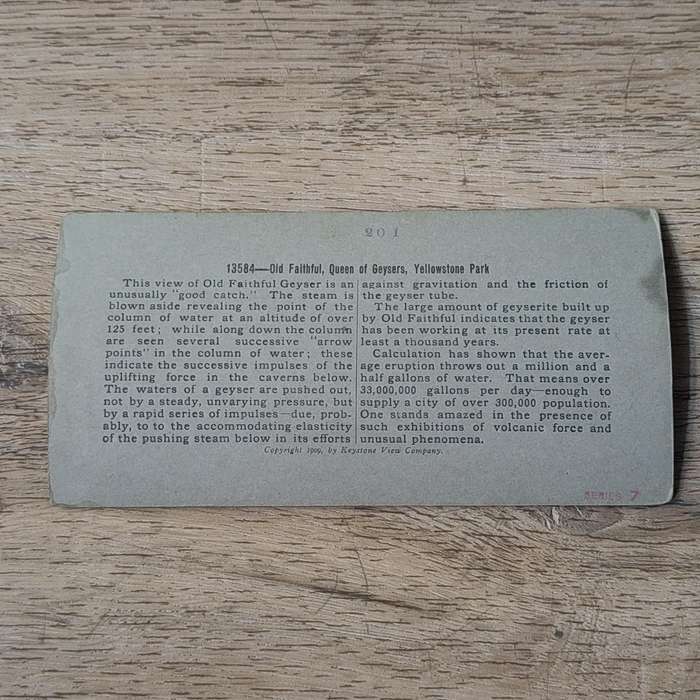 201
13584—Old Faithful, Queen of Geysers, Yellowstone Park
This view of Old Faithful Geyser is an
unusually "good catch." The steam is
blown aside revealing the point of the
column of water at an altitude of over
125 feet; while along down the column
are seen several successive "arrow
points" in the column of water; these
indicate the successive impulses of the
uplifting force in the caverns below.
The waters of a geyser are pushed out,
not by a steady, unvarying pressure, but
by a rapid series of impulses—due, prob-
ably, to to the accommodating elasticity
of the pushing steam below in its efforts
against gravitation and the friction of
the geyser tube.
The large amount of geyserite built up
by Old Faithful indicates that the geyser
has been working at its present rate at
least a thousand years.
Calculation has shown that the aver-
age eruption throws out a million and a
half gallons of water. That means over
33,000,000 gallons per day—enough to
supply a city of over 300,000 population.
One stands amazed in the presence of
such exhibitions of volcanic force and
unusual phenomena.
Copyright 1909, by Keystone View Company.
SERIES 7